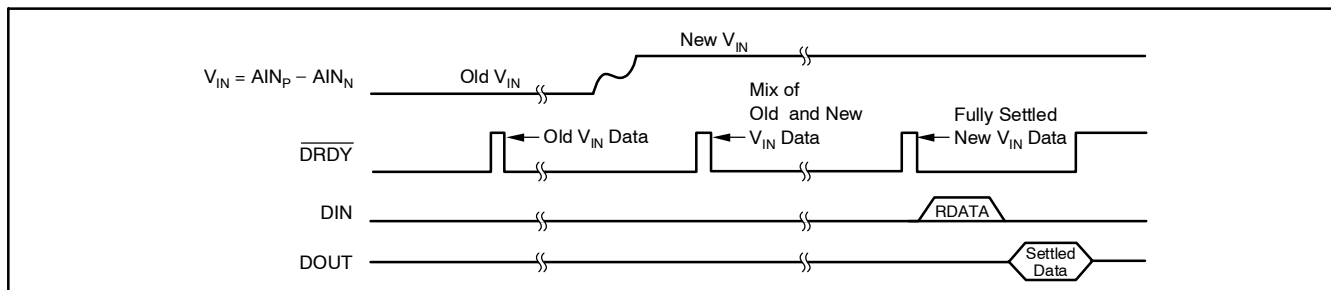 New V_IN
V_IN = AIN_P − AIN_N
Old V_IN
Mix of
Old and New
V_IN Data
Fully Settled
New V_IN Data
Old V_IN Data
DRDY
DIN
RDATA
DOUT
Settled
Data